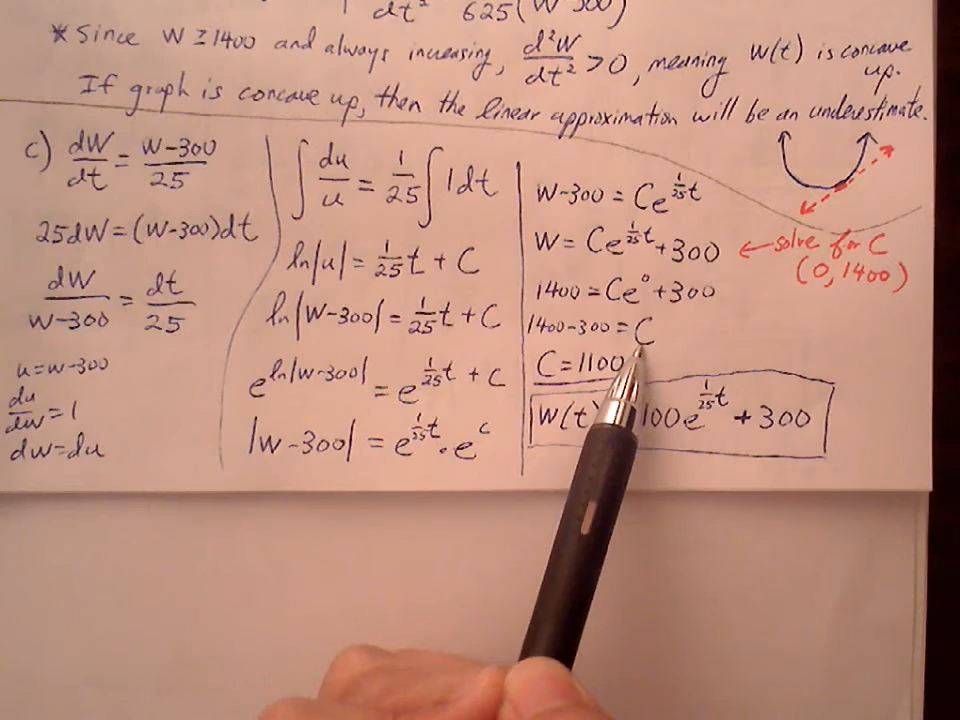 dt² 625(W-300)
* Since W ≥ 1400 and always increasing, d²W/dt² > 0, meaning W(t) is concave up.
If graph is concave up, then the linear approximation will be an underestimate.
c) dW/dt = W-300/25
25dW = (W-300)dt
dW/W-300 = dt/25
u = w-300
du/dw = 1
dw = du
∫ du/u = 1/25 ∫ 1dt
ln|u| = 1/25 t + C
ln|W-300| = 1/25 t + C
e^ln|w-300| = e^(1/25 t + C)
|W-300| = e^(1/25 t) · e^c
W-300 = Ce^(1/25 t)
W = Ce^(1/25 t) + 300
← solve for C
(0, 1400)
1400 = Ce⁰ + 300
1400-300 = C
C = 1100
W(t) 100e^(1/25 t) + 300